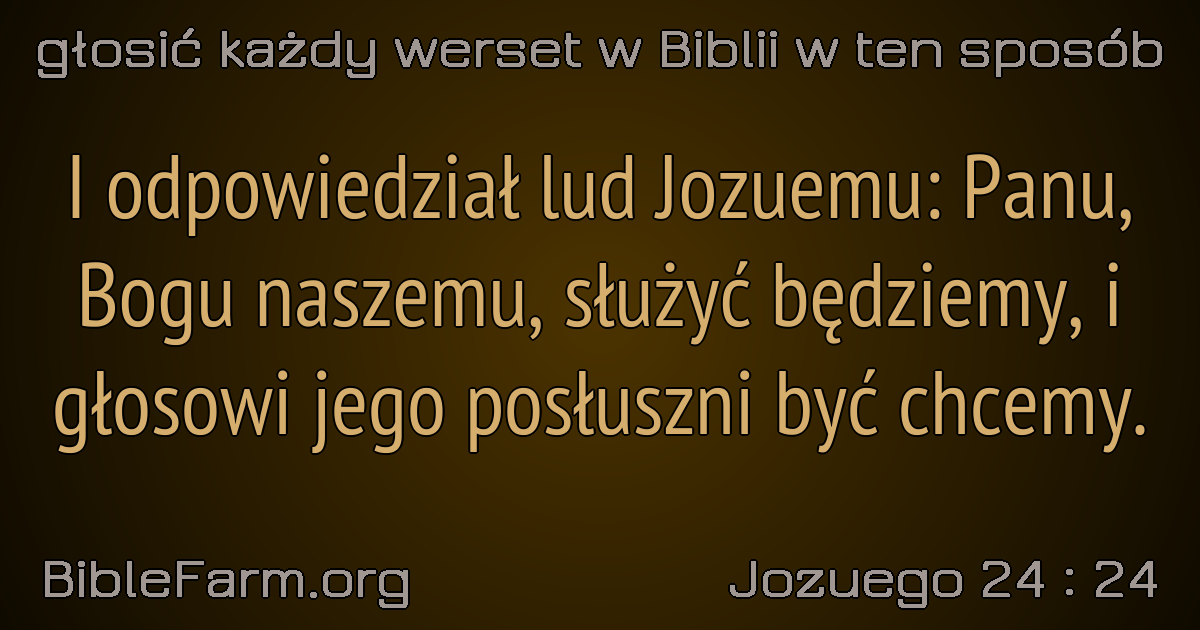 głosić każdy werset w Biblii w ten sposób
I odpowiedział lud Jozuemu: Panu,
Bogu naszemu, służyć będziemy, i
głosowi jego posłuszni być chcemy.
BibleFarm.org
Jozuego 24 : 24